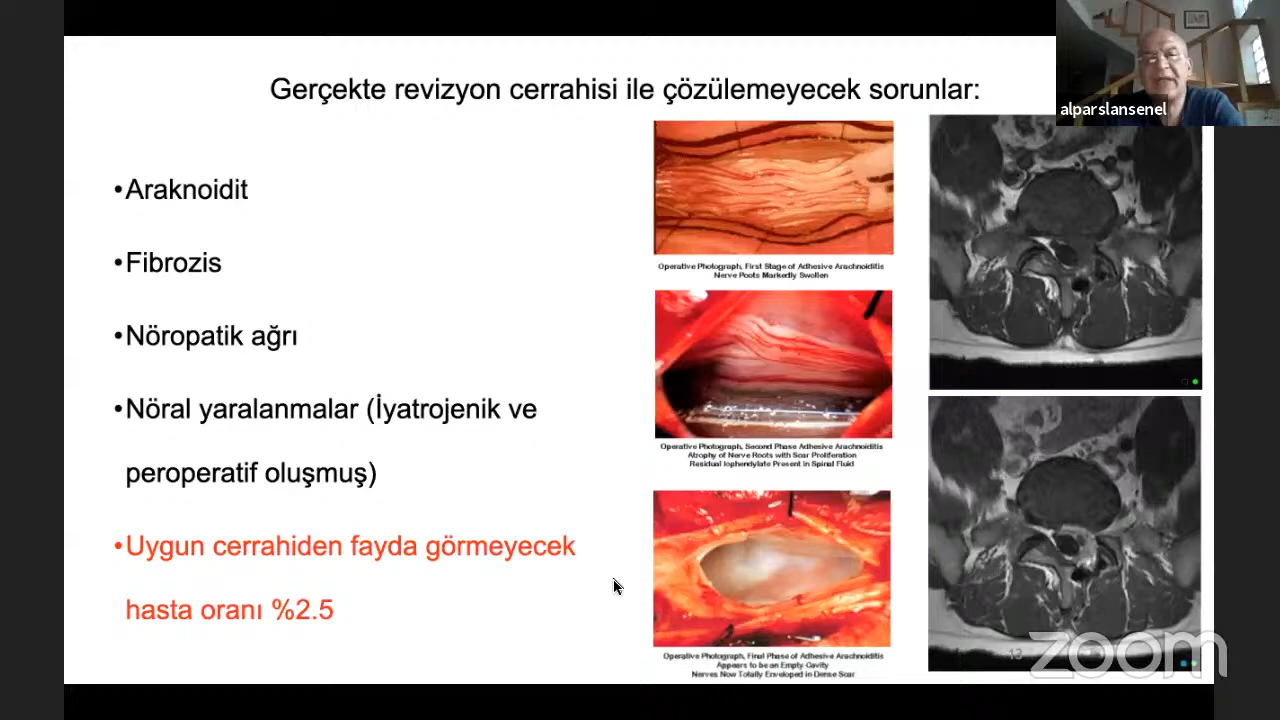 Gerçekte revizyon cerrahisi ile çözülemeyecek sorunlar:
alparslansenel
•Araknoidit
•Fibrozis
•Nöropatik ağrı
•Nöral yaralanmalar (İyatrojenik ve
peroperatif oluşmuş)
•Uygun cerrahiden fayda görmeyecek
hasta oranı %2.5
Operative Photograph, First Stage of Adhesive Arachnoiditis
Nerve Poots Markedly Swollen
Operative Photograph, Second Phase Adhesive Arachnoiditis
Atrophy of Nerve Roots with Scar Proliferation
Residual Iophendylate Present in Spinal Fluid
Operative Photograph, Final Phase of Adhesive Arachnoiditis
Appears to be an Empty Cavity
Nerves Now Totally Enveloped in Dense Scar
13
zoom